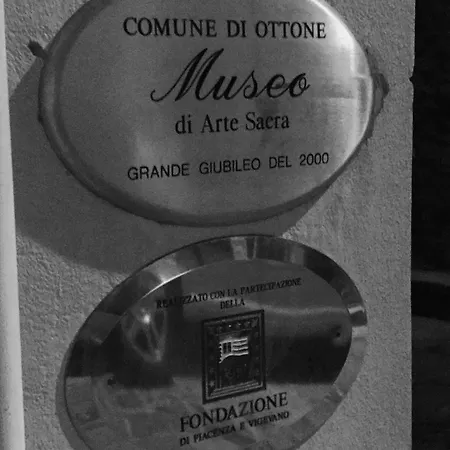 COMUNE DI OTTONE
Museo
di Arte Sacra
GRANDE GIUBILEO DEL 2000
REALIZZATO CON LA PARTECIPAZIONE
DELLA
FONDAZIONE
DI PIACENZA E VIGEVANO